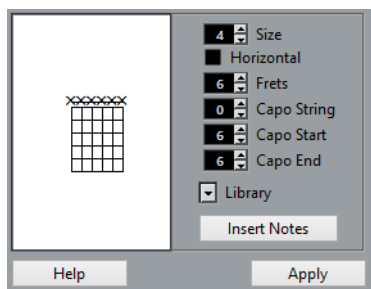 4 Size
Horizontal
6 Frets
0 Capo String
6 Capo Start
6 Capo End
Library
Insert Notes
xxxxxx
Help
Apply